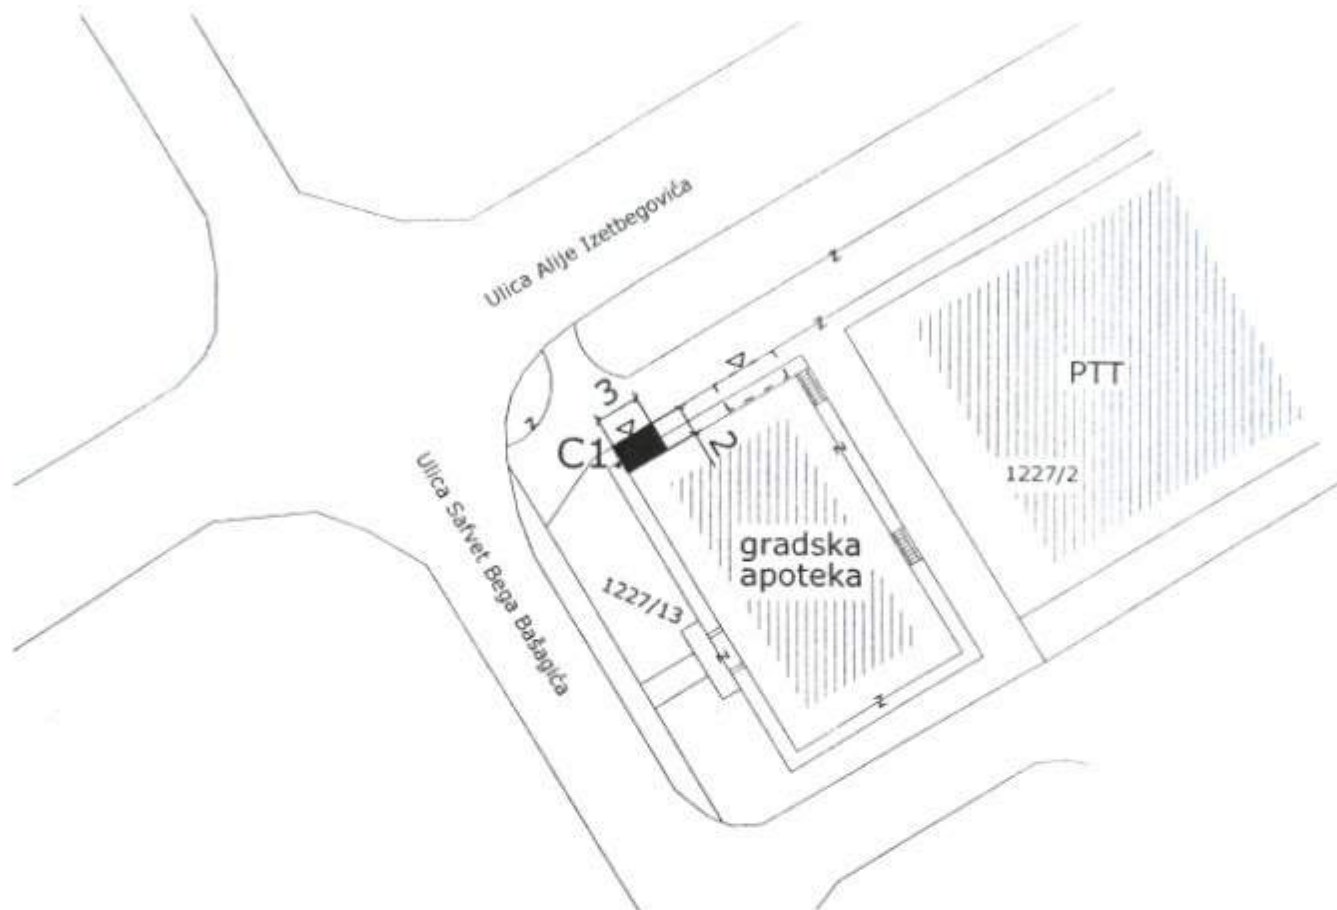 Ulica Alije Izetbegovića
PTT
3
C1.
2
1227/2
Ulica Safvet Bega Bašagića
gradska
apoteka
1227/13
z
z
z
z
z
z